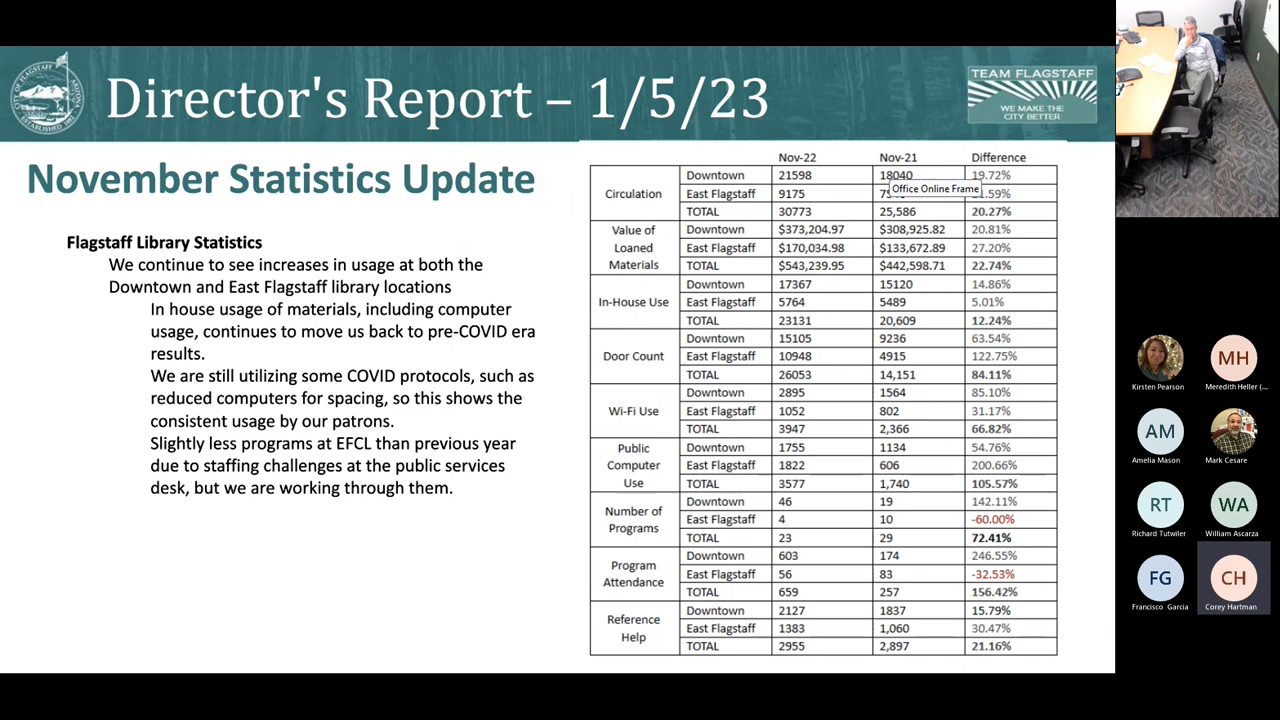 Director's Report – 1/5/23
CITY OF FLAGSTAFF ARIZONA
ESTABLISHED 1882
TEAM FLAGSTAFF
WE MAKE THE
CITY BETTER
November Statistics Update
Flagstaff Library Statistics
We continue to see increases in usage at both the
Downtown and East Flagstaff library locations
In house usage of materials, including computer
usage, continues to move us back to pre-COVID era
results.
We are still utilizing some COVID protocols, such as
reduced computers for spacing, so this shows the
consistent usage by our patrons.
Slightly less programs at EFCL than previous year
due to staffing challenges at the public services
desk, but we are working through them.
Nov-22 Nov-21 Difference
Circulation
Downtown 21598 18040 19.72%
East Flagstaff 9175
Office Online Frame
TOTAL 30773 25,586 20.27%
Value of
Loaned
Materials
Downtown $373,204.97 $308,925.82 20.81%
East Flagstaff $170,034.98 $133,672.89 27.20%
TOTAL $543,239.95 $442,598.71 22.74%
In-House Use
Downtown 17367 15120 14.86%
East Flagstaff 5764 5489 5.01%
TOTAL 23131 20,609 12.24%
Door Count
Downtown 15105 9236 63.54%
East Flagstaff 10948 4915 122.75%
TOTAL 26053 14,151 84.11%
Wi-Fi Use
Downtown 2895 1564 85.10%
East Flagstaff 1052 802 31.17%
TOTAL 3947 2,366 66.82%
Public
Computer
Use
Downtown 1755 1134 54.76%
East Flagstaff 1822 606 200.66%
TOTAL 3577 1,740 105.57%
Number of
Programs
Downtown 46 19 142.11%
East Flagstaff 4 10 -60.00%
TOTAL 23 29 72.41%
Program
Attendance
Downtown 603 174 246.55%
East Flagstaff 56 83 -32.53%
TOTAL 659 257 156.42%
Reference
Help
Downtown 2127 1837 15.79%
East Flagstaff 1383 1,060 30.47%
TOTAL 2955 2,897 21.16%
Kirsten Pearson
MH
Meredith Heller (...
AM
Amelia Mason
Mark Cesare
RT
Richard Tutwiler
WA
William Ascarza
FG
Francisco Garcia
CH
Corey Hartman